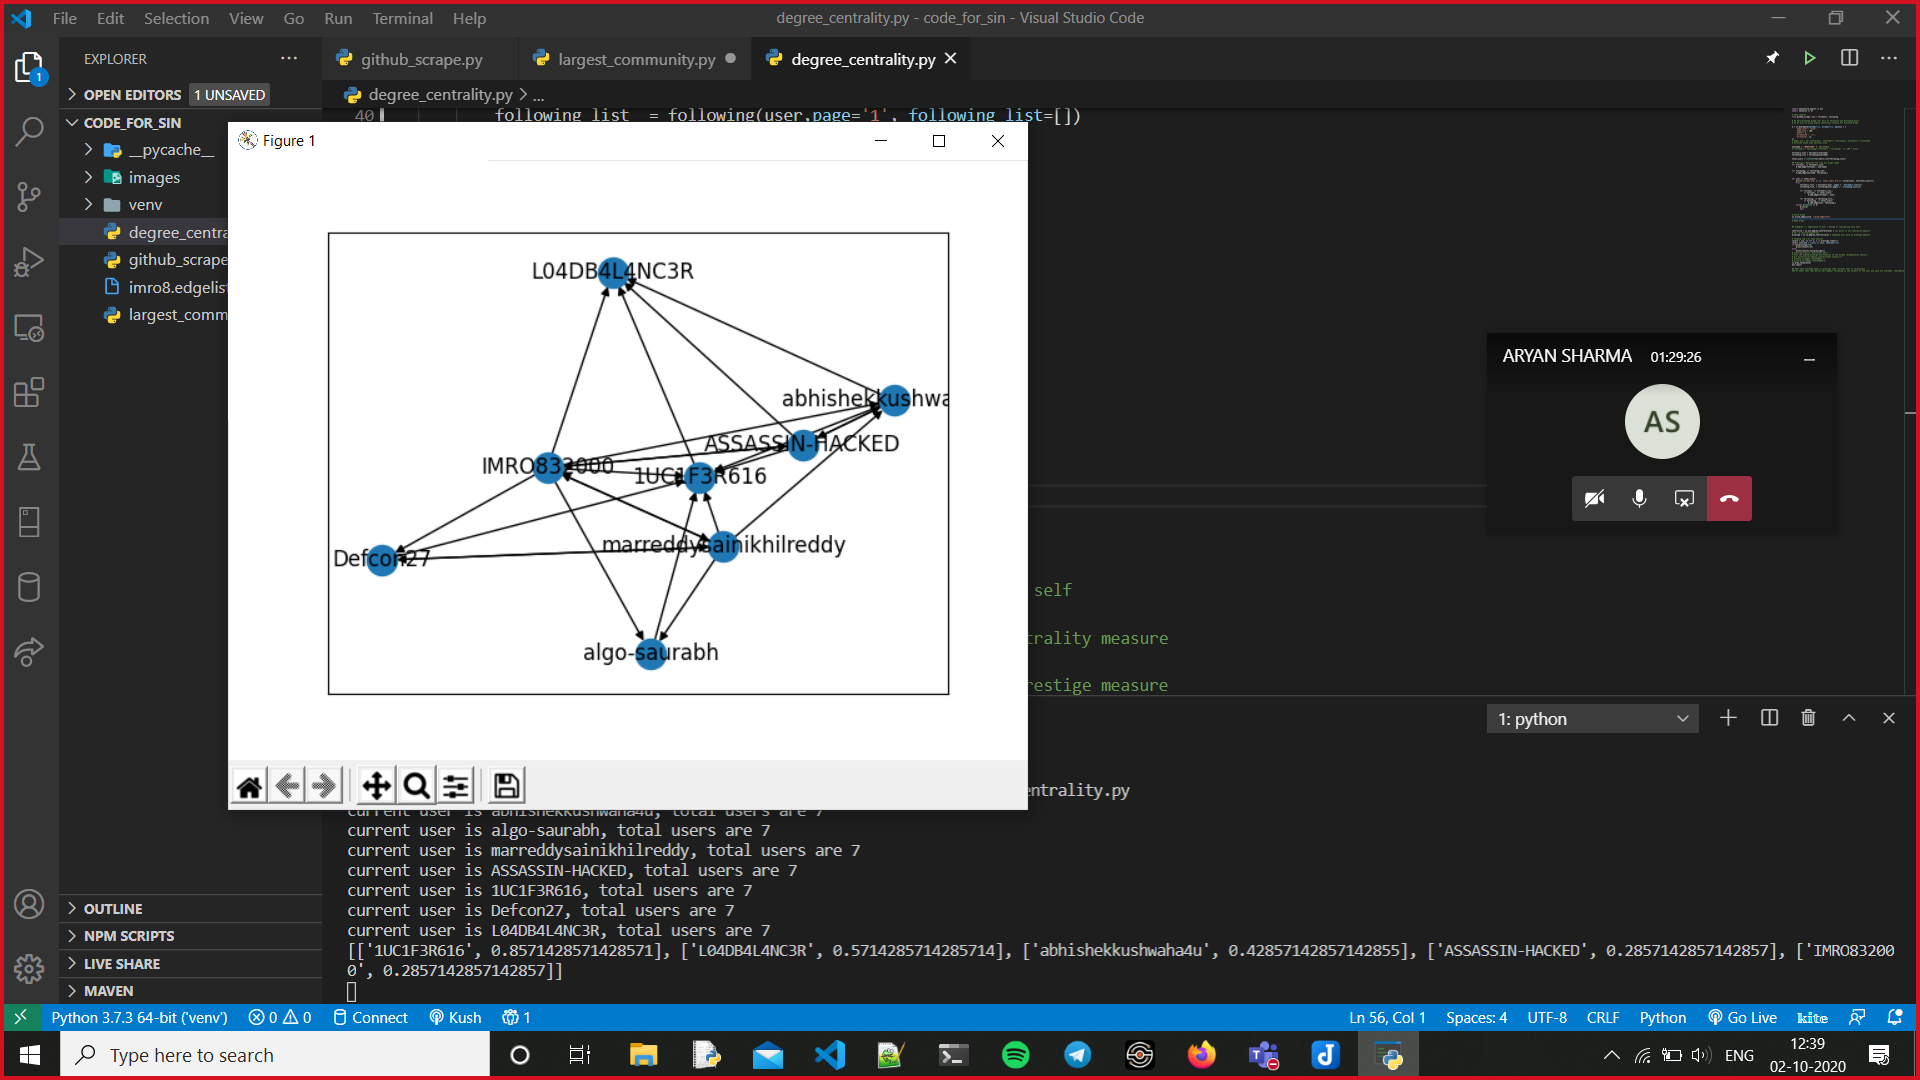 File Edit Selection View Go Run Terminal Help
degree_centrality.py - code_for_sin - Visual Studio Code
EXPLORER
github_scrape.py
largest_community.py
degree_centrality.py
OPEN EDITORS 1 UNSAVED
degree_centrality.py > ...
CODE_FOR_SIN
40 following_list = following(user,page='1', following_list=[])
__pycache__
images
venv
degree_centra
github_scrape
imro8.edgelis
largest_comm
Figure 1
L04DB4L4NC3R
abhishekkushwa
ASSASSIN-HACKED
IMRO832000
1UC1F3R616
marreddysainikhilreddy
Defcon27
algo-saurabh
ARYAN SHARMA 01:29:26
AS
self
trality measure
restige measure
1: python
entrality.py
current user is abhishekkushwaha4u, total users are 7
current user is algo-saurabh, total users are 7
current user is marreddysainikhilreddy, total users are 7
current user is ASSASSIN-HACKED, total users are 7
current user is 1UC1F3R616, total users are 7
current user is Defcon27, total users are 7
current user is L04DB4L4NC3R, total users are 7
[['1UC1F3R616', 0.8571428571428571], ['L04DB4L4NC3R', 0.5714285714285714], ['abhishekkushwaha4u', 0.42857142857142855], ['ASSASSIN-HACKED', 0.2857142857142857], ['IMRO83200
0', 0.2857142857142857]]
OUTLINE
NPM SCRIPTS
LIVE SHARE
MAVEN
Python 3.7.3 64-bit ('venv') 0 0 Connect Kush 1
Ln 56, Col 1 Spaces: 4 UTF-8 CRLF Python Go Live kite
Type here to search
ENG
12:39
02-10-2020